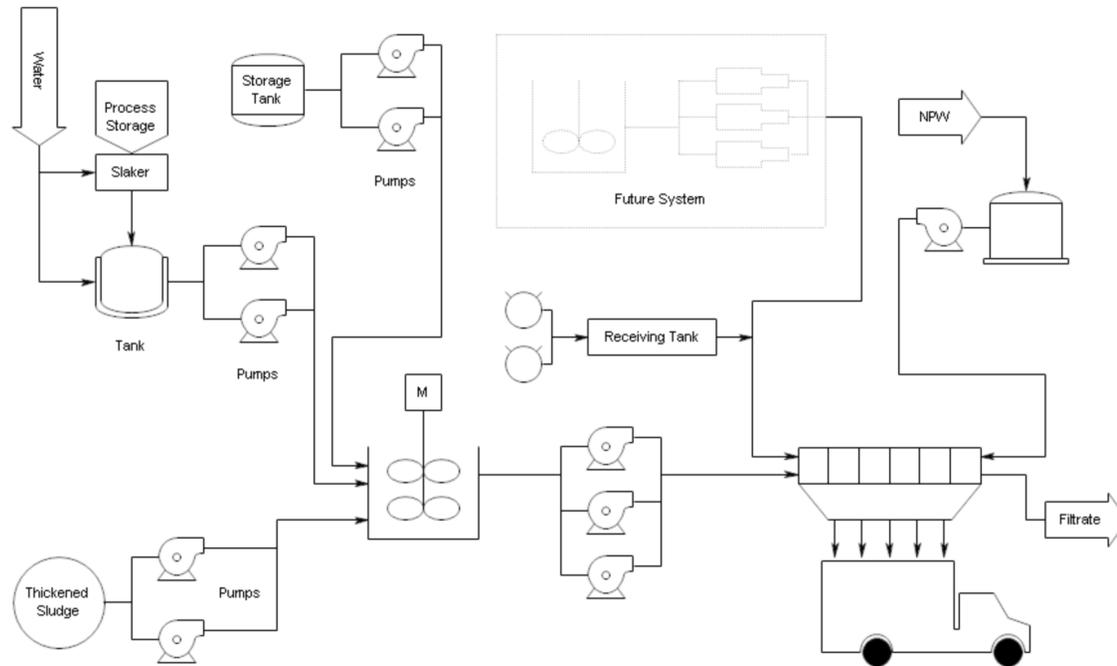 Water
Process
Storage
Slaker
Tank
Pumps
Storage
Tank
Pumps
Future System
NPW
Receiving Tank
M
Thickened
Sludge
Pumps
Filtrate